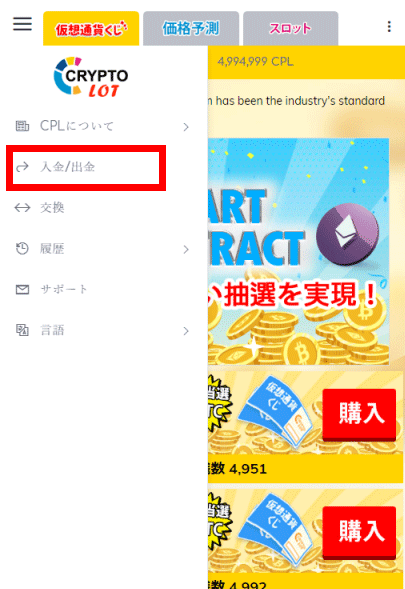 仮想通貨くじ
価格予測
スロット
CRYPTO
LOT
4,994,999 CPL
has been the industry's standard
CPLについて
入金/出金
交換
履歴
サポート
言語
ART
RACT
い抽選を実現！
当選
仮想通貨
くじ
購入
数 4,951
当選
仮想通貨
くじ
購入
数 4,992